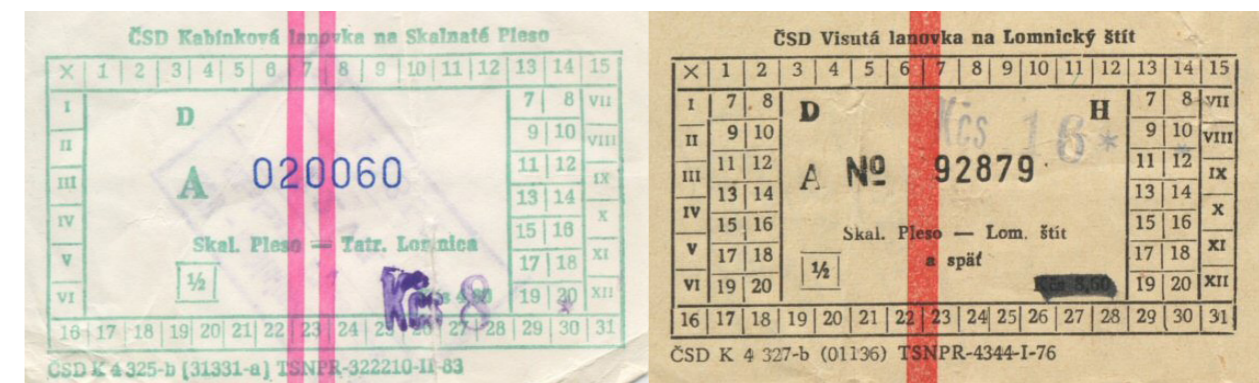 ČSD Kabínková lanovka na Skalnaté Pleso
X 1 2 3 4 5 6 7 8 9 10 11 12 13 14 15
I 7 8 VII
D
II 9 10 VIII
A 020060
III 11 12 IX
13 14
IV 15 16 X
Skal. Pleso — Tatr. Lomnica
V 17 18 XI
½
VI Kčs 8 19 20 XII
16 17 18 19 20 21 22 23 24 25 26 27 28 29 30 31
ČSD K 4 325-b [31331-a] TSNPR-322210-II-83
ČSD Visutá lanovka na Lomnický štít
X 1 2 3 4 5 6 7 8 9 10 11 12 13 14 15
I 7 8 D H 7 8 VII
Kčs 16*
II 9 10 9 10 VIII
III 11 12 A Nº 92879 11 12 IX
13 14 13 14
IV 15 16 15 16 X
Skal. Pleso — Lom. štít
V 17 18 a späť 17 18 XI
½
VI 19 20 Kčs 8,60 19 20 XII
16 17 18 19 20 21 22 23 24 25 26 27 28 29 30 31
ČSD K 4 327-b (01136) TSNPR-4344-I-76